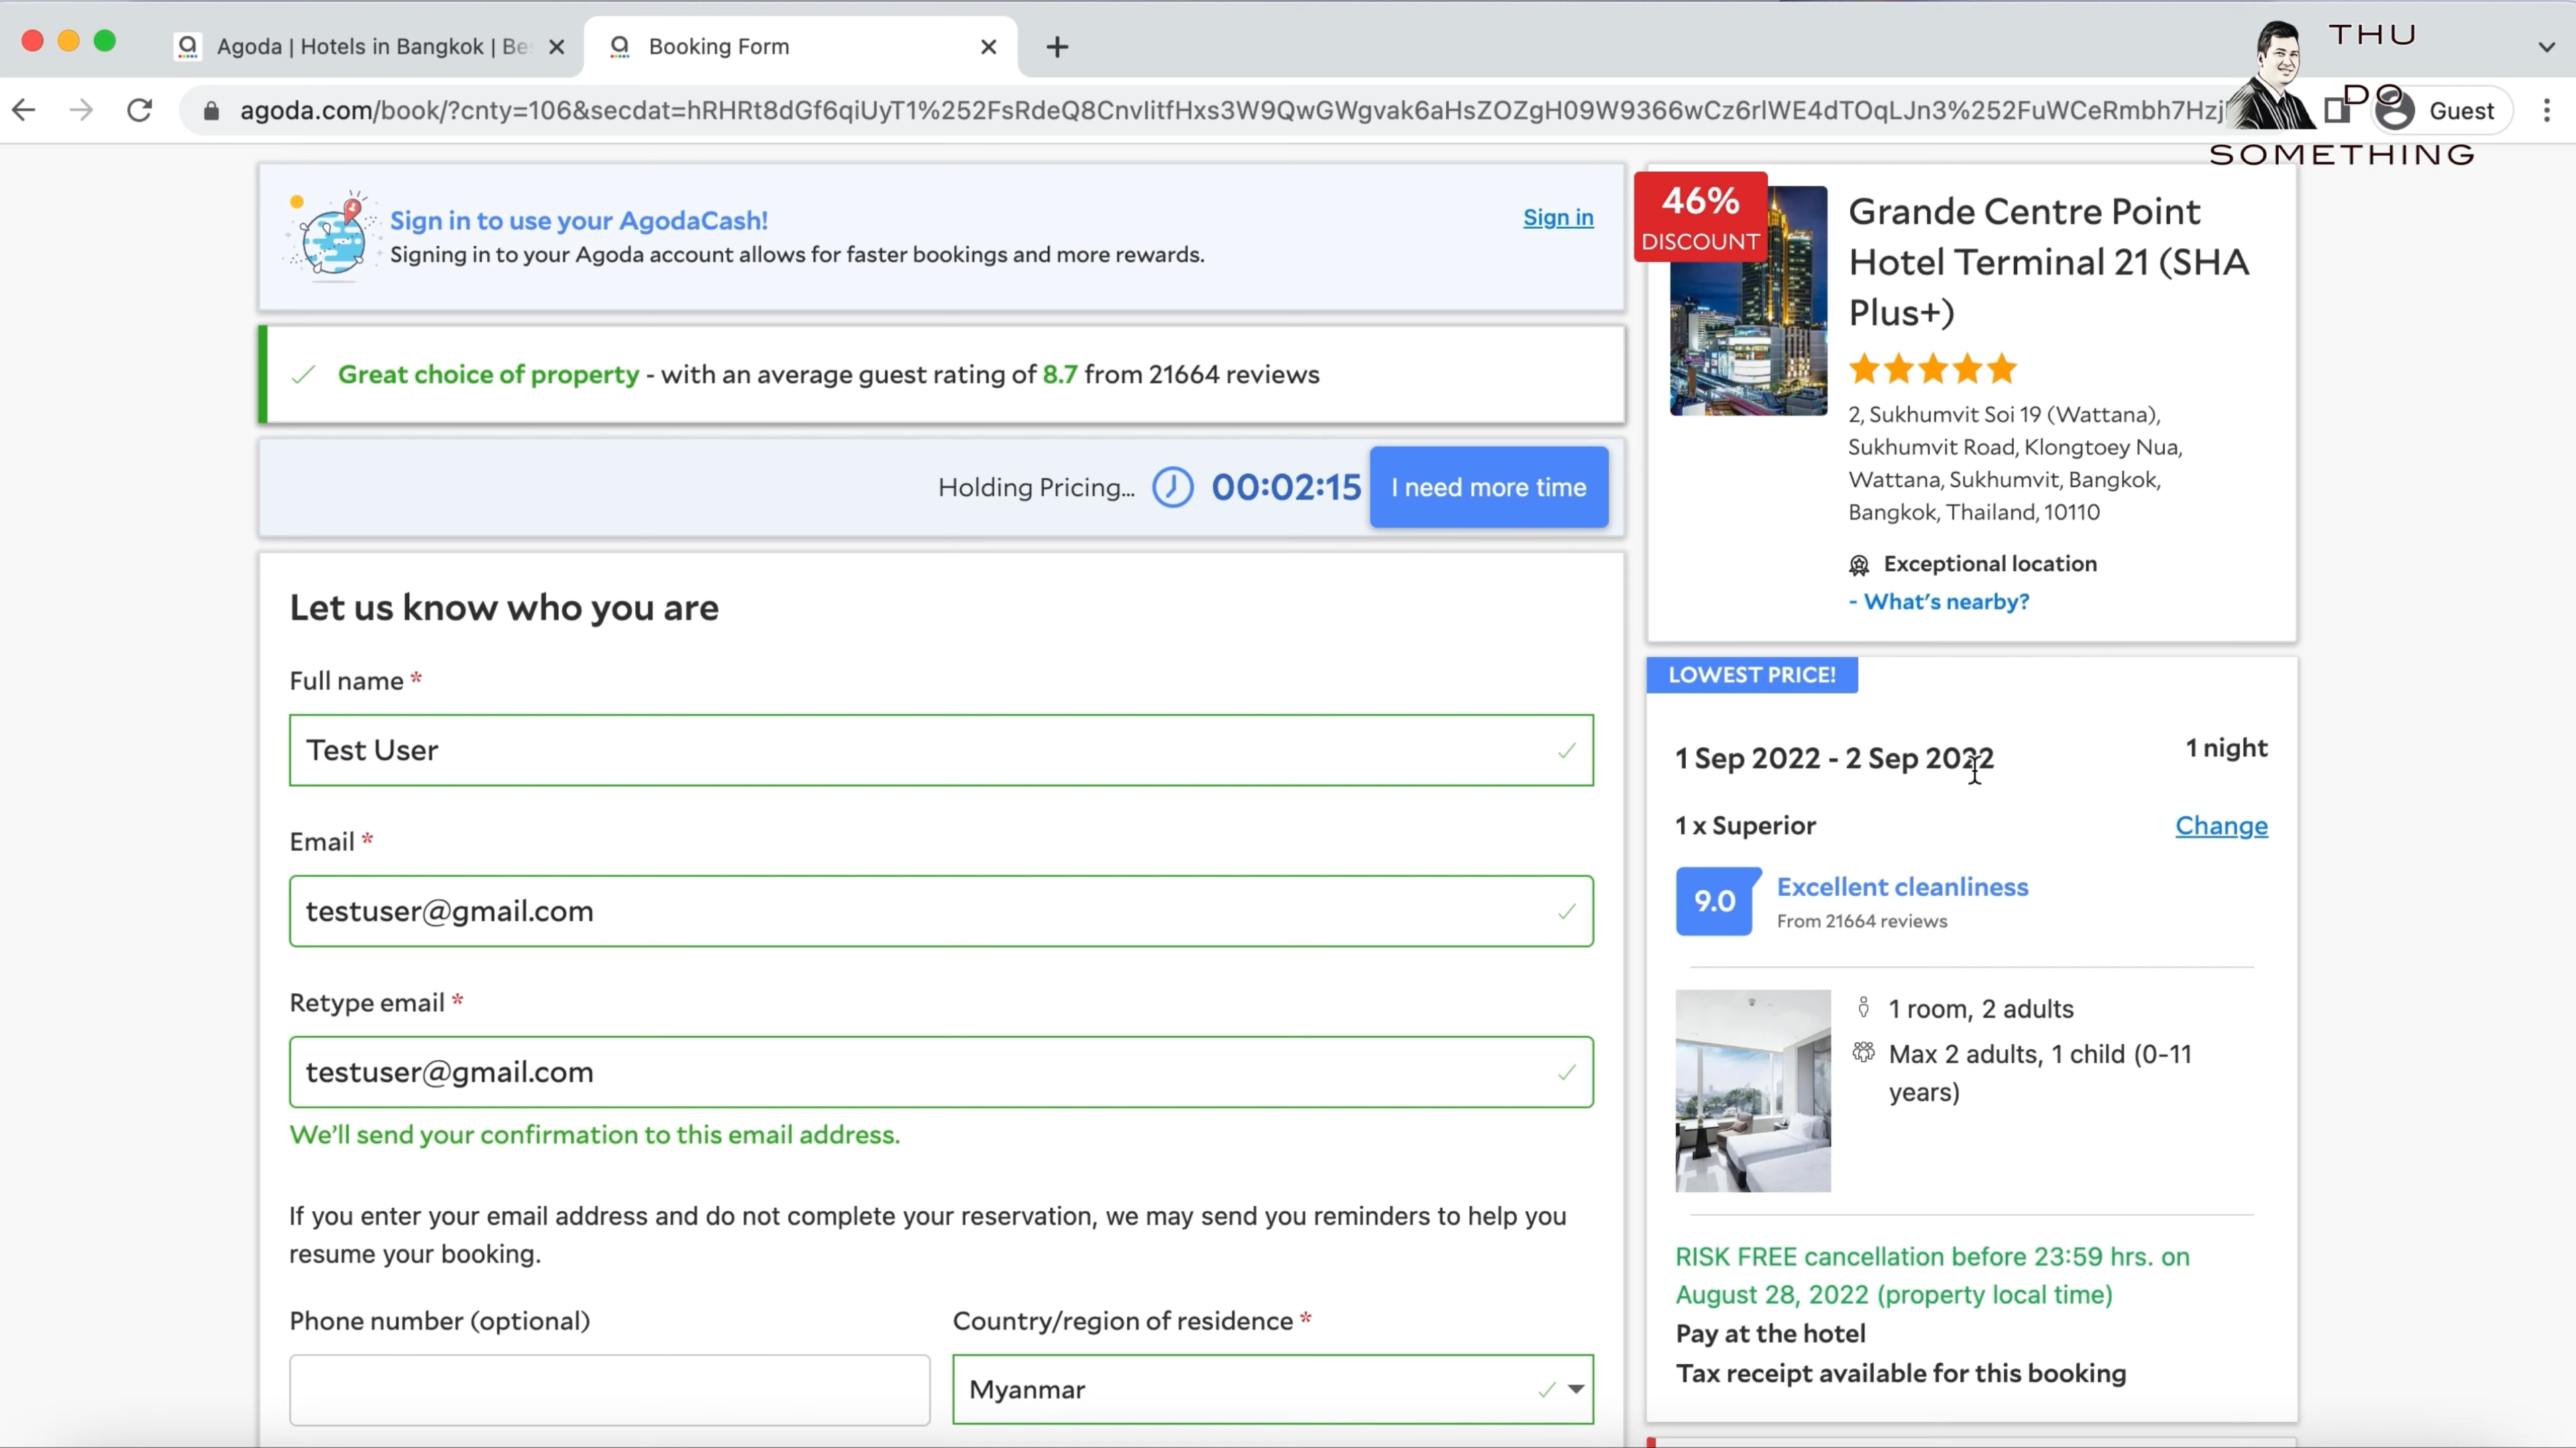 Agoda | Hotels in Bangkok | Be
Booking Form
THU
DO
SOMETHING
agoda.com/book/?cnty=106&secdat=hRHRt8dGf6qiUyT1%252FsRdeQ8CnvIitfHxs3W9QwGWgvak6aHsZOZgH09W9366wCz6rlWE4dTOqLJn3%252FuWCeRmbh7Hzj
Guest
Sign in to use your AgodaCash!
Signing in to your Agoda account allows for faster bookings and more rewards.
Sign in
Great choice of property - with an average guest rating of 8.7 from 21664 reviews
Holding Pricing... 00:02:15 I need more time
Let us know who you are
Full name *
Test User
Email *
testuser@gmail.com
Retype email *
testuser@gmail.com
We'll send your confirmation to this email address.
If you enter your email address and do not complete your reservation, we may send you reminders to help you
resume your booking.
Phone number (optional)
Country/region of residence *
Myanmar
46%
DISCOUNT
Grande Centre Point
Hotel Terminal 21 (SHA
Plus+)
2, Sukhumvit Soi 19 (Wattana),
Sukhumvit Road, Klongtoey Nua,
Wattana, Sukhumvit, Bangkok,
Bangkok, Thailand, 10110
Exceptional location
- What's nearby?
LOWEST PRICE!
1 Sep 2022 - 2 Sep 2022
1 night
1 x Superior
Change
9.0
Excellent cleanliness
From 21664 reviews
1 room, 2 adults
Max 2 adults, 1 child (0-11
years)
RISK FREE cancellation before 23:59 hrs. on
August 28, 2022 (property local time)
Pay at the hotel
Tax receipt available for this booking